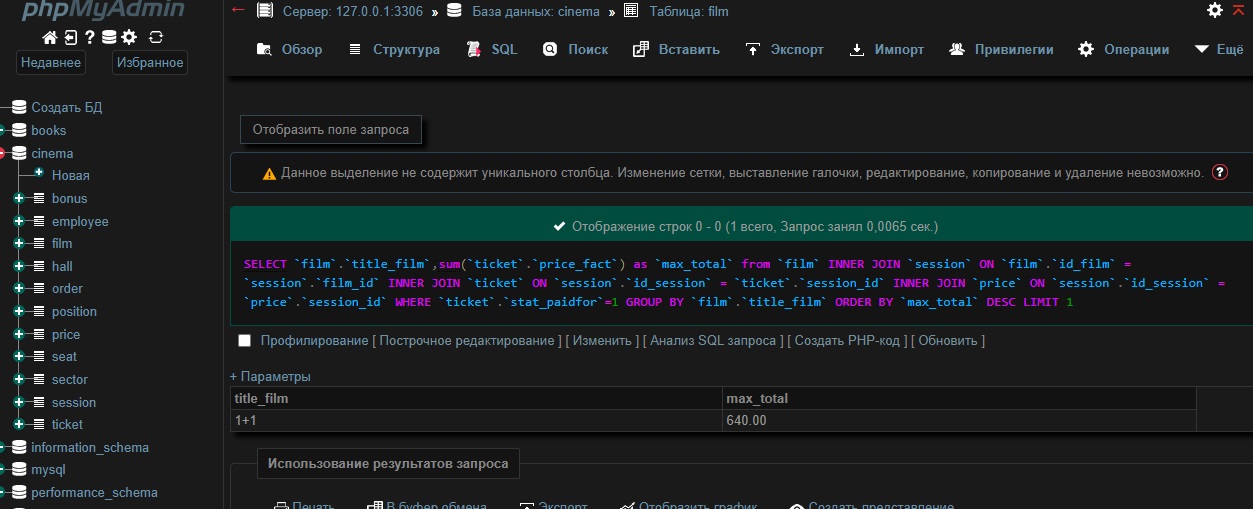 phpMyAdmin
Недавнее
Избранное
Создать БД
books
cinema
Новая
bonus
employee
film
hall
order
position
price
seat
sector
session
ticket
information_schema
mysql
performance_schema
← Сервер: 127.0.0.1:3306 » База данных: cinema » Таблица: film
Обзор Структура SQL Поиск Вставить Экспорт Импорт Привилегии Операции Ещё
Отобразить поле запроса
Данное выделение не содержит уникального столбца. Изменение сетки, выставление галочки, редактирование, копирование и удаление невозможно.
Отображение строк 0 - 0 (1 всего, Запрос занял 0,0065 сек.)
SELECT `film`.`title_film`,sum(`ticket`.`price_fact`) as `max_total` from `film` INNER JOIN `session` ON `film`.`id_film` =
`session`.`film_id` INNER JOIN `ticket` ON `session`.`id_session` = `ticket`.`session_id` INNER JOIN `price` ON `session`.`id_session` =
`price`.`session_id` WHERE `ticket`.`stat_paidfor`=1 GROUP BY `film`.`title_film` ORDER BY `max_total` DESC LIMIT 1
Профилирование [ Построчное редактирование ] [ Изменить ] [ Анализ SQL запроса ] [ Создать PHP-код ] [ Обновить ]
+ Параметры
title_film max_total
1+1 640.00
Использование результатов запроса
Печать В буфер обмена Экспорт Отобразить график Создать представление